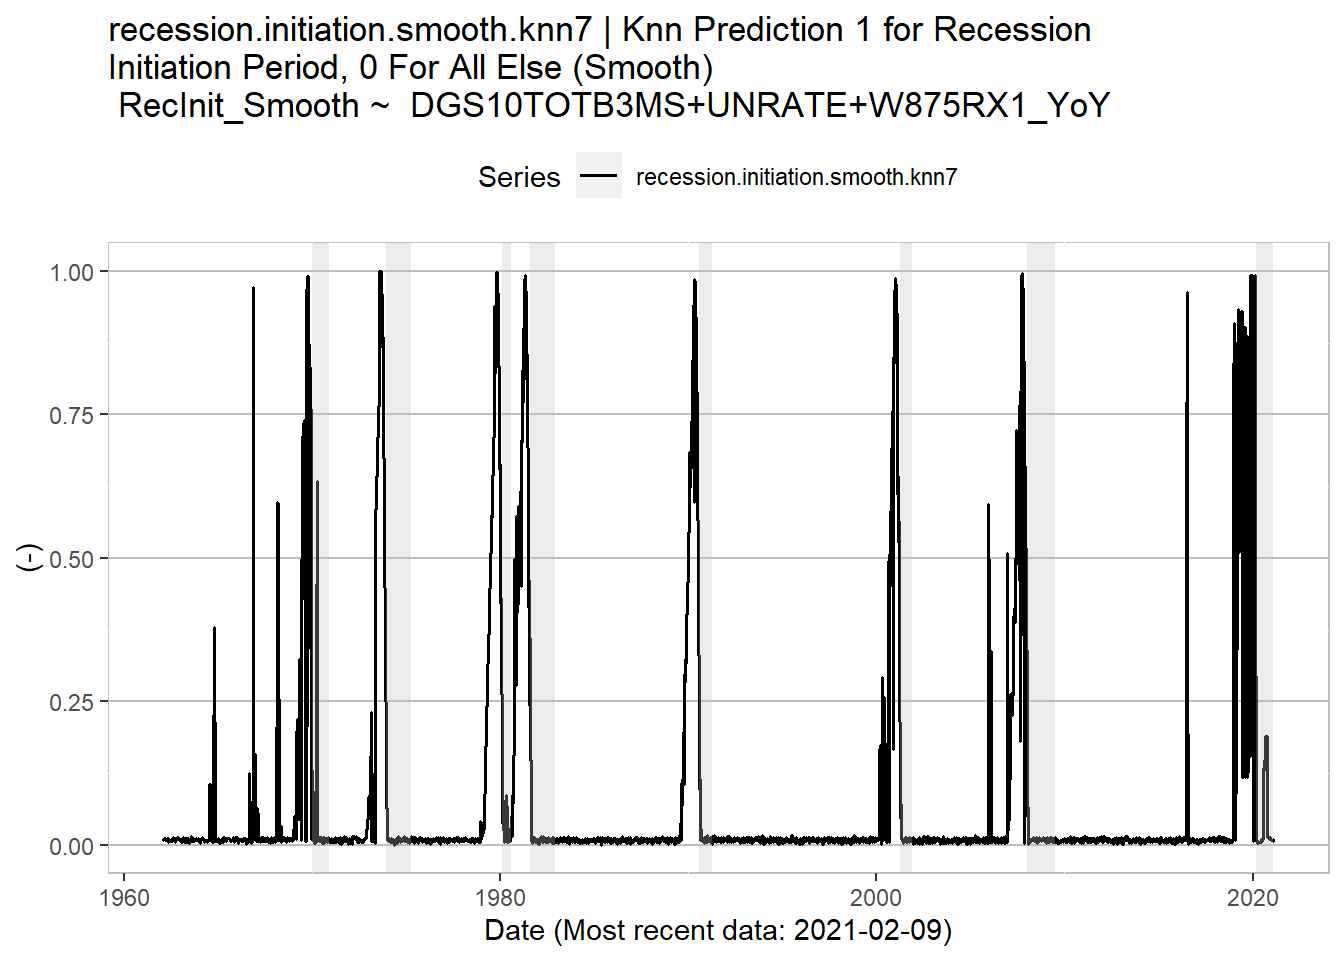 recession.initiation.smooth.knn7 | Knn Prediction 1 for Recession
Initiation Period, 0 For All Else (Smooth)
RecInit_Smooth ~  DGS10TOTB3MS+UNRATE+W875RX1_YoY
Series
recession.initiation.smooth.knn7
1.00
0.75
0.50
0.25
0.00
(-)
1960
1980
2000
2020
Date (Most recent data: 2021-02-09)